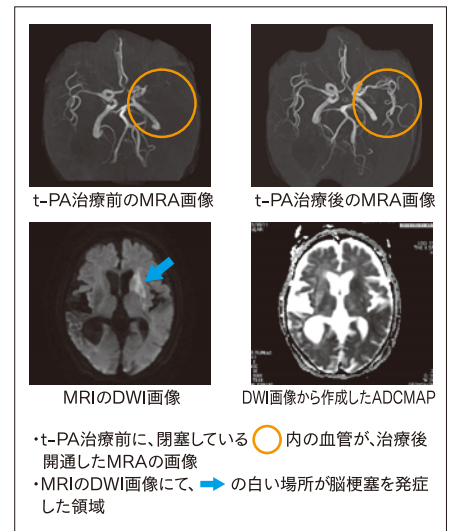 t-PA治療前のMRA画像
t-PA治療後のMRA画像
MRIのDWI画像
DWI画像から作成したADCMAP
・t-PA治療前に、閉塞している 内の血管が、治療後
開通したMRAの画像
・MRIのDWI画像にて、 の白い場所が脳梗塞を発症
した領域